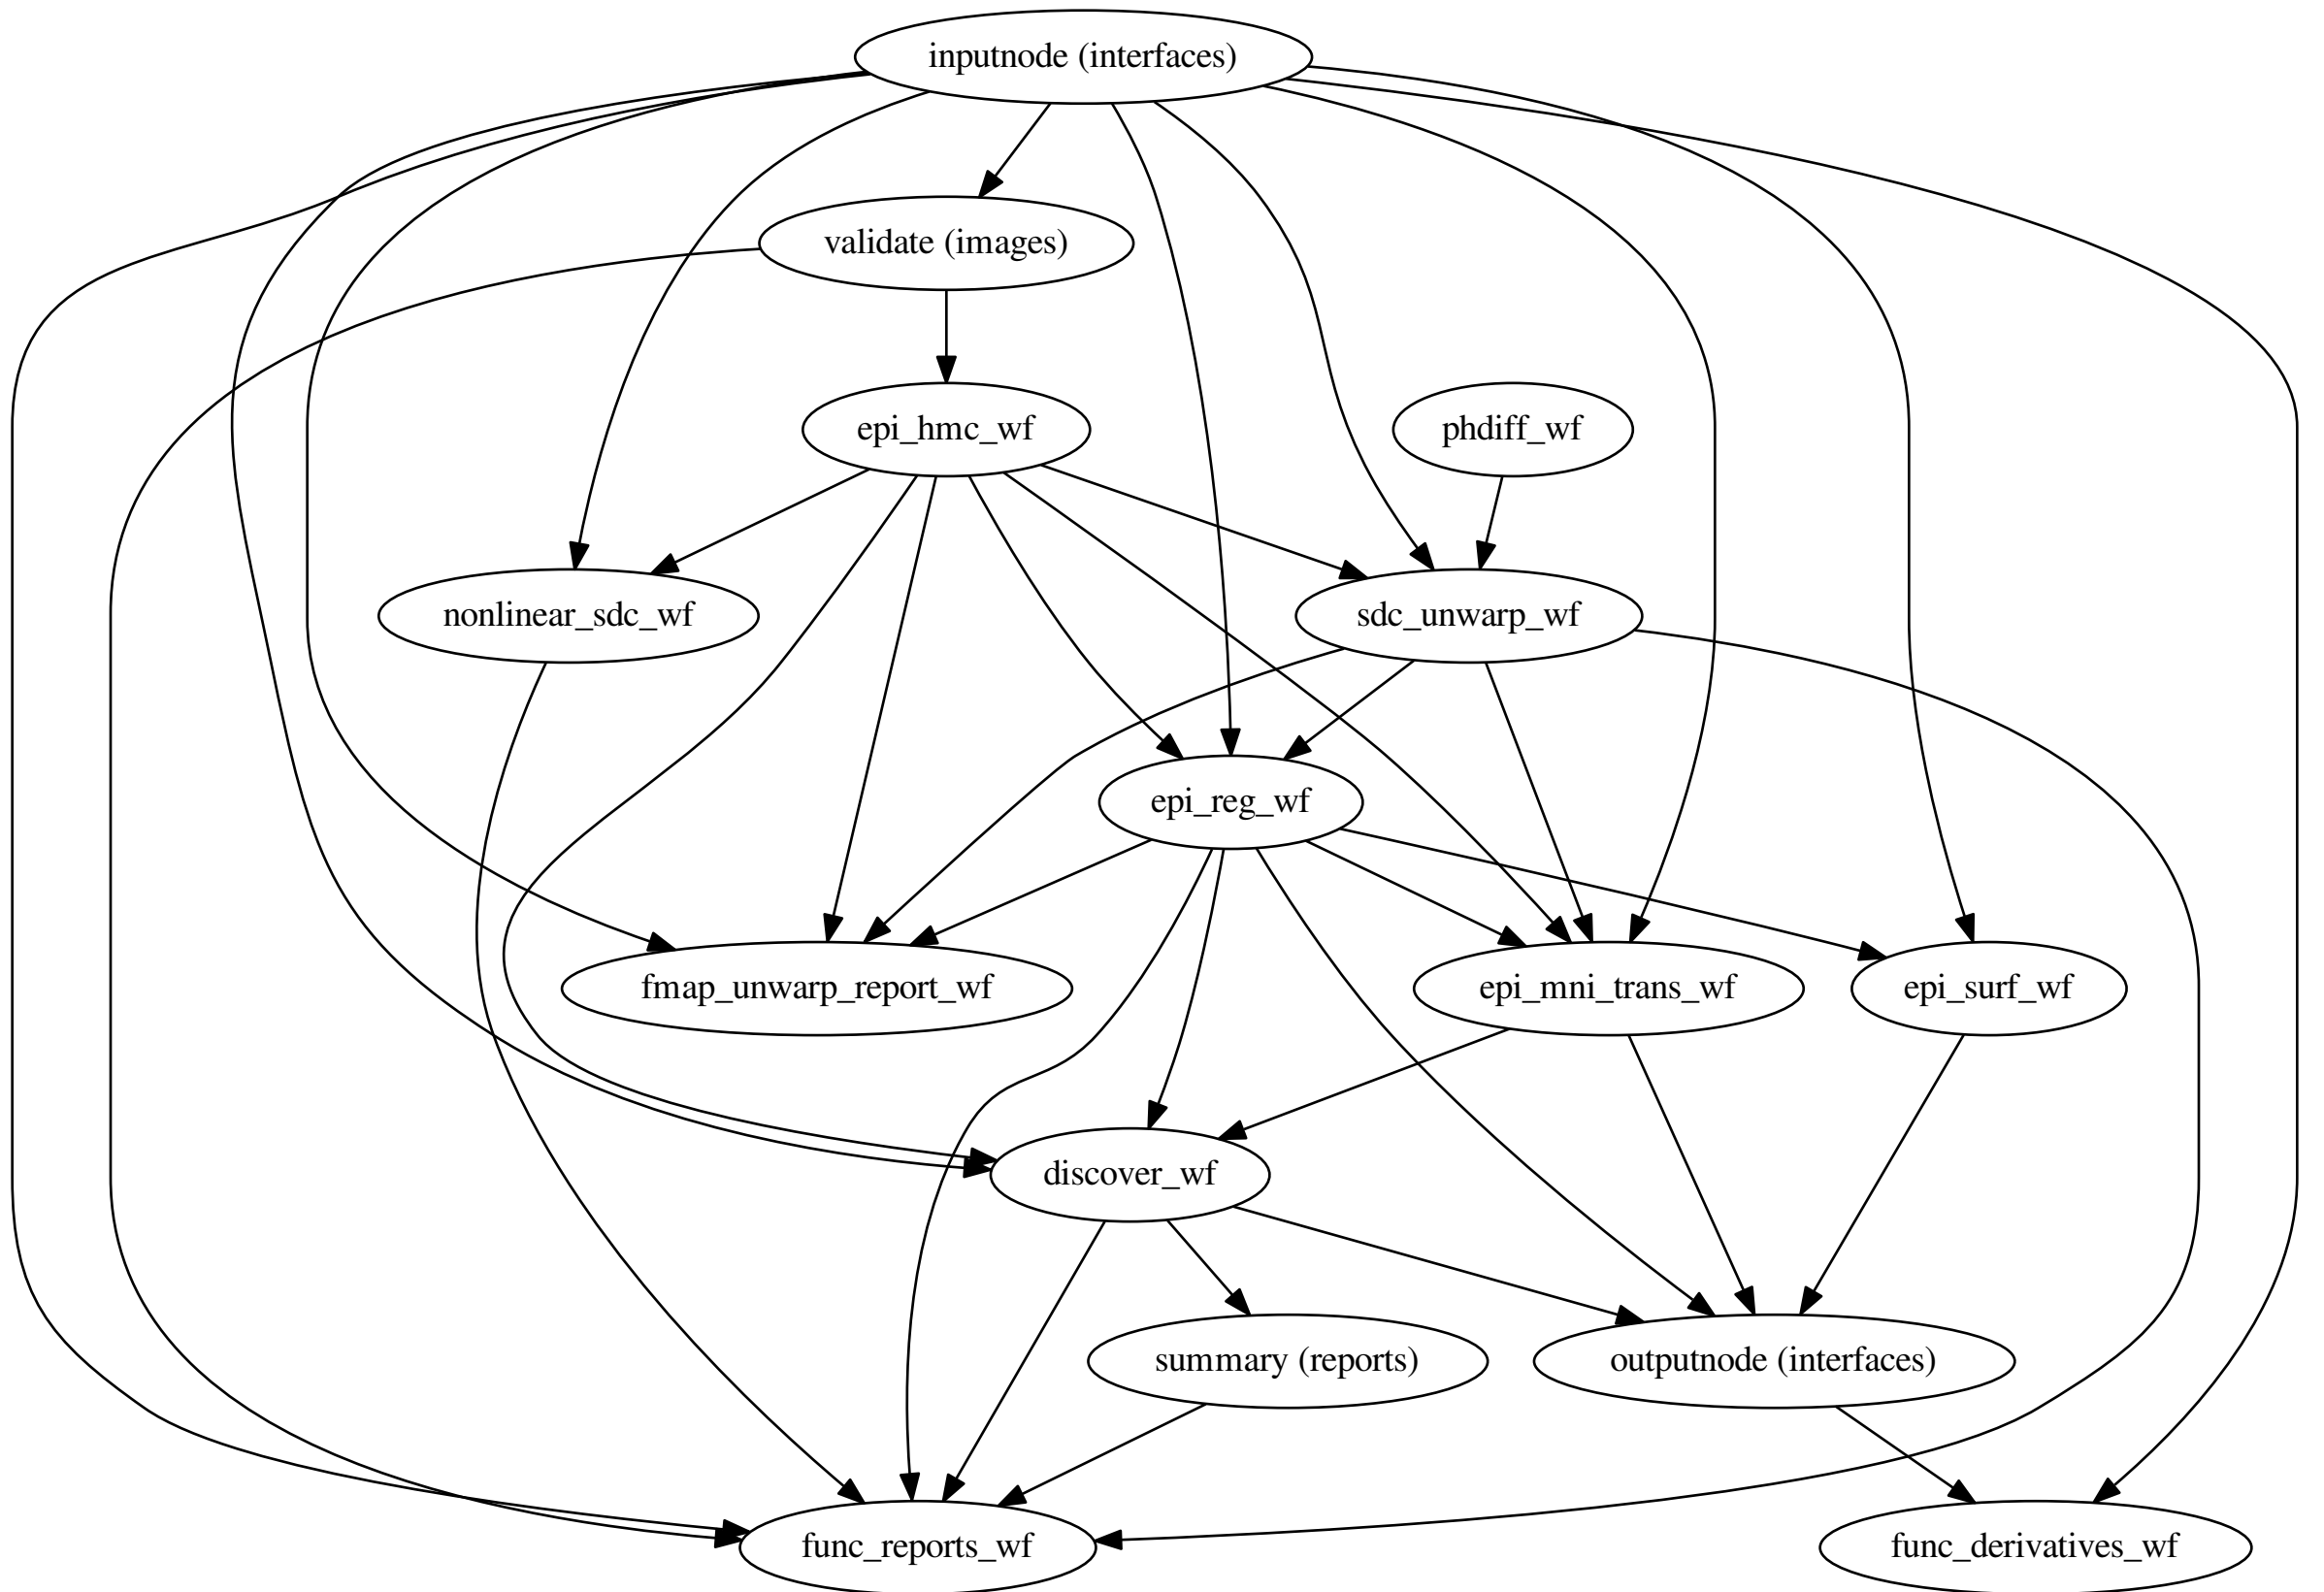 inputnode (interfaces)
validate (images)
epi_hmc_wf
phdiff_wf
nonlinear_sdc_wf
sdc_unwarp_wf
epi_reg_wf
fmap_unwarp_report_wf
epi_mni_trans_wf
epi_surf_wf
discover_wf
summary (reports)
outputnode (interfaces)
func_reports_wf
func_derivatives_wf